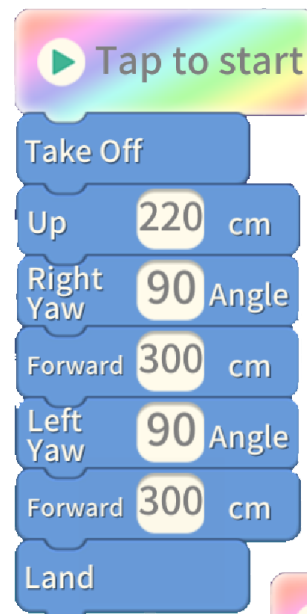 Tap to start
Take Off
Up 220 cm
Right
Yaw 90 Angle
Forward 300 cm
Left
Yaw 90 Angle
Forward 300 cm
Land